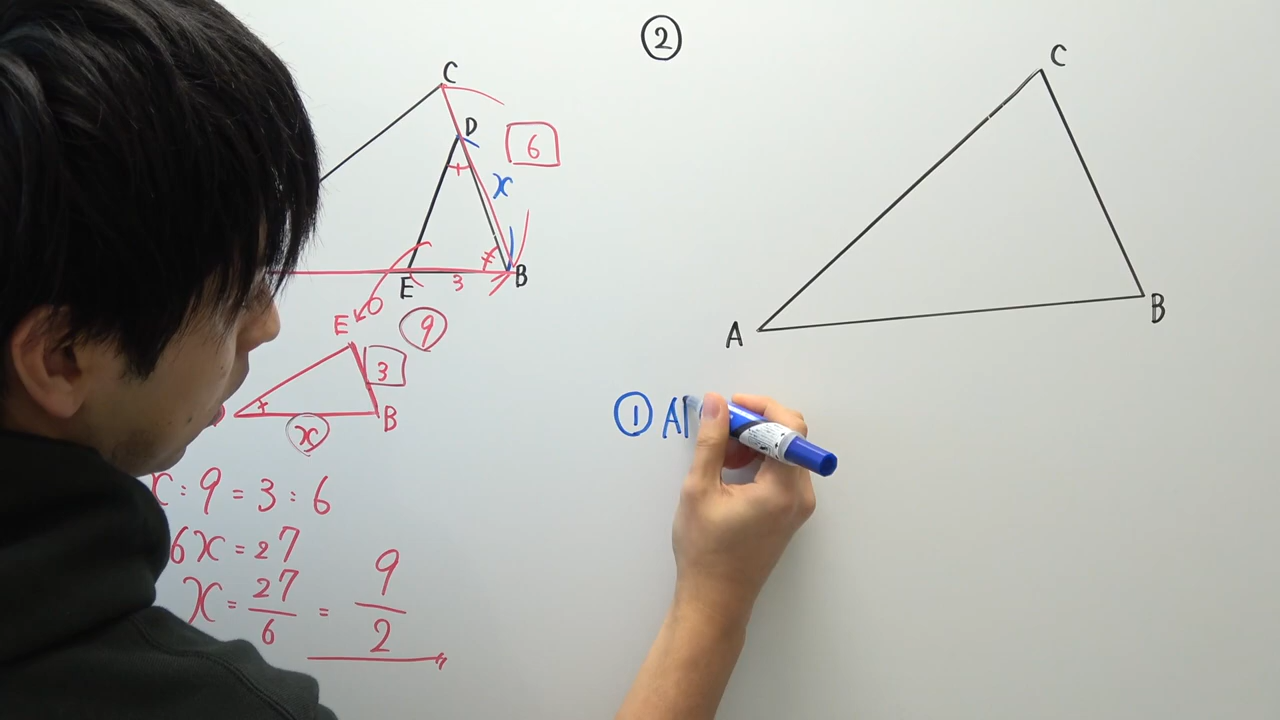 C
D
6
x
E
3
B
9
E
3
B
x
x : 9 = 3 : 6
6x = 27
x = 27/6 = 9/2
②
C
A
B
① A